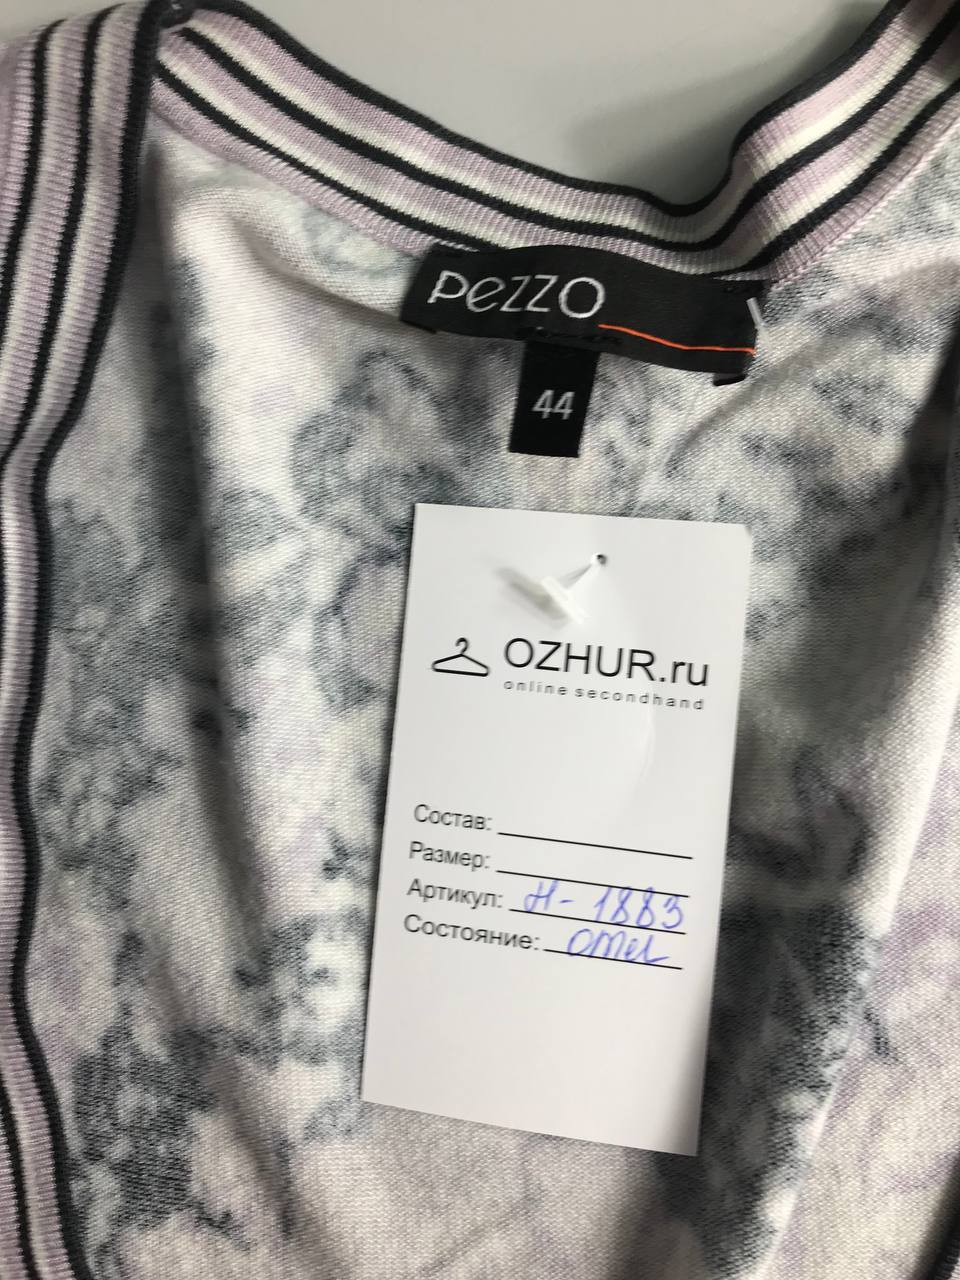 PEZZO
44
OZHUR.ru
online secondhand
Состав:
Размер:
Артикул: Н - 1883
Состояние: отл